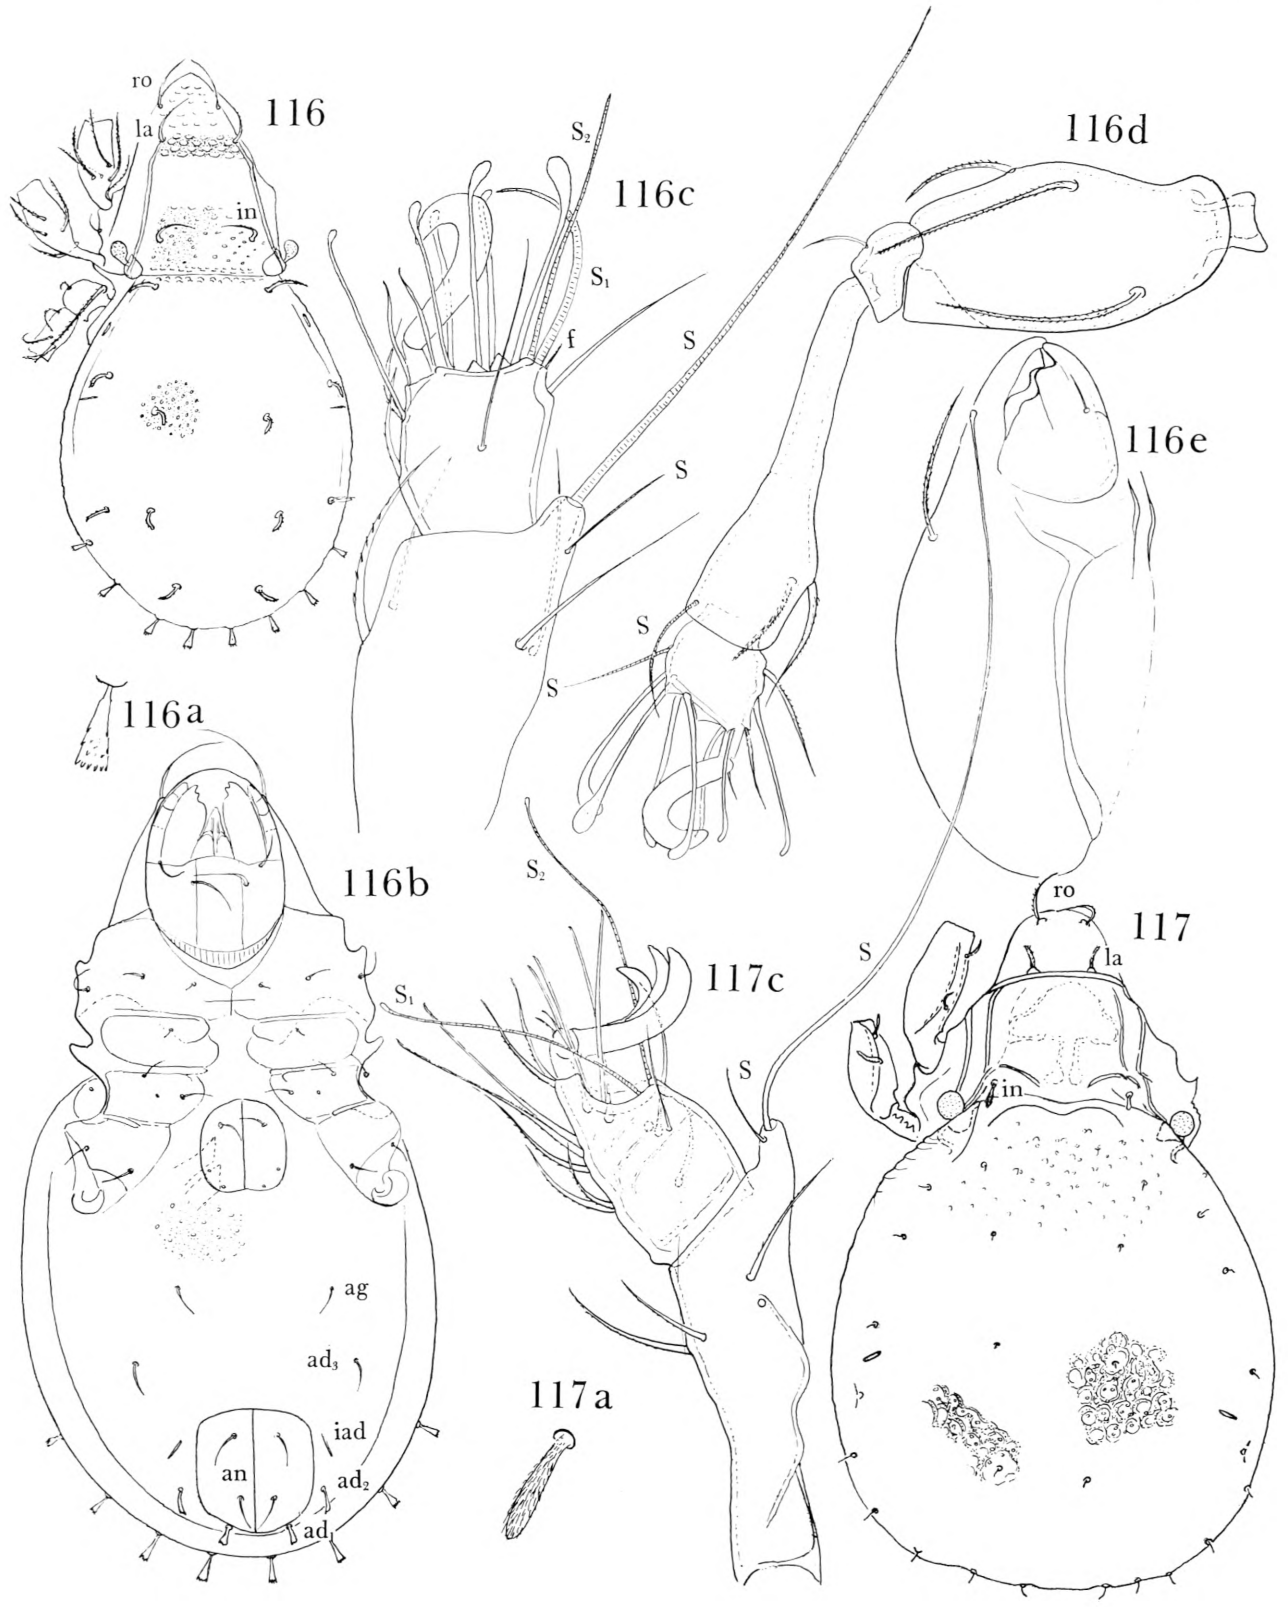 ro
116
la
in
S₂
116c
S₁
f
S
S
116d
116e
S
S
116a
116b
ag
ad₃
iad
an
ad₂
ad₁
S₂
117c
S₁
S
S
117a
ro
117
la
in